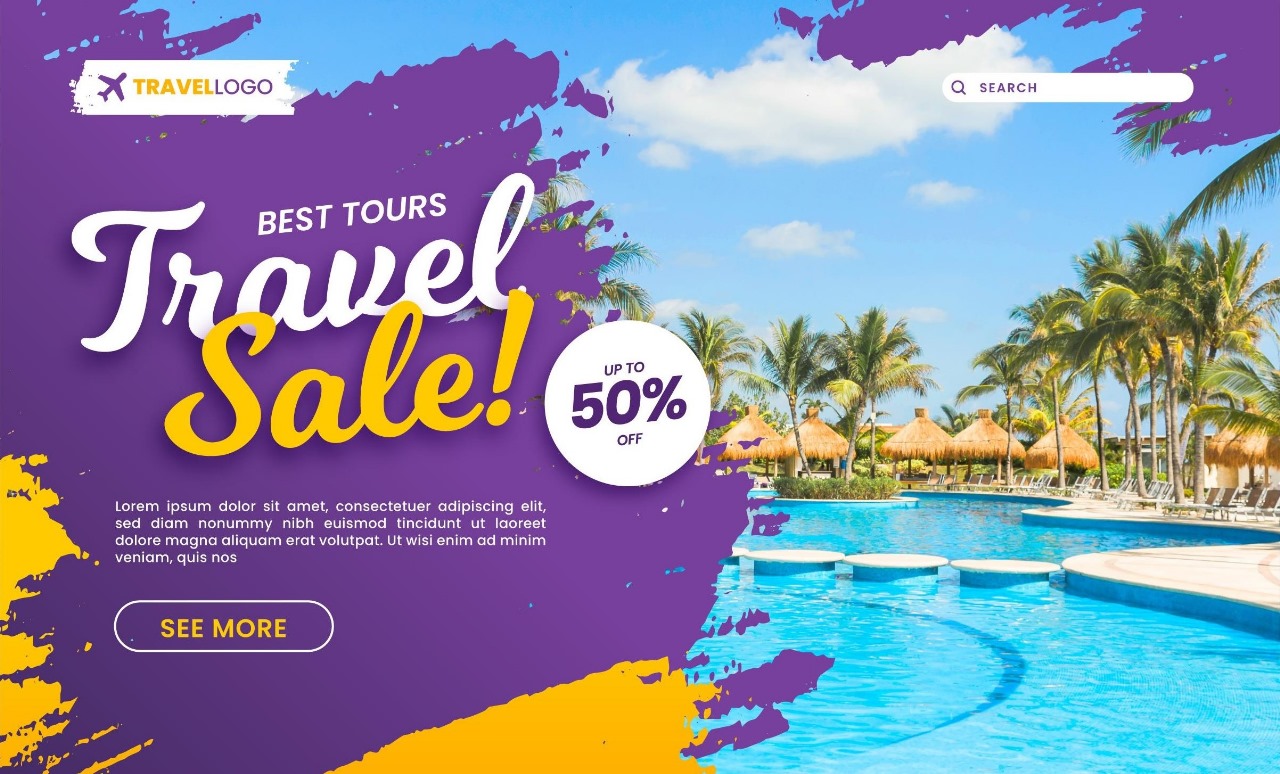 TRAVELLOGO
SEARCH
BEST TOURS
Travel
Sale!
UP TO
50%
OFF
Lorem ipsum dolor sit amet, consectetuer adipiscing elit,
sed diam nonummy nibh euismod tincidunt ut laoreet
dolore magna aliquam erat volutpat. Ut wisi enim ad minim
veniam, quis nos
SEE MORE